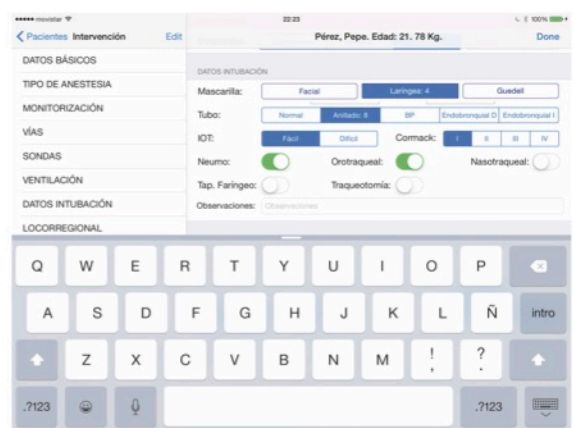 movistar 22:23 100%
Pacientes Intervención Edit Pérez, Pepe. Edad: 21. 78 Kg. Done
DATOS BÁSICOS
TIPO DE ANESTESIA
MONITORIZACIÓN
VÍAS
SONDAS
VENTILACIÓN
DATOS INTUBACIÓN
LOCORREGIONAL
DATOS INTUBACIÓN
Mascarilla: Facial Laríngea: 4 Guedell
Tubo: Normal Anillado: 8 BP Endobronquial D Endobronquial I
IOT: Fácil Difícil Cormack: I II III IV
Neumo: Orotraqueal: Nasotraqueal:
Tap. Faríngeo: Traqueotomía:
Observaciones: Observaciones
Q W E R T Y U I O P
A S D F G H J K L Ñ intro
Z X C V B N M ! , ? .
.?123 .?123